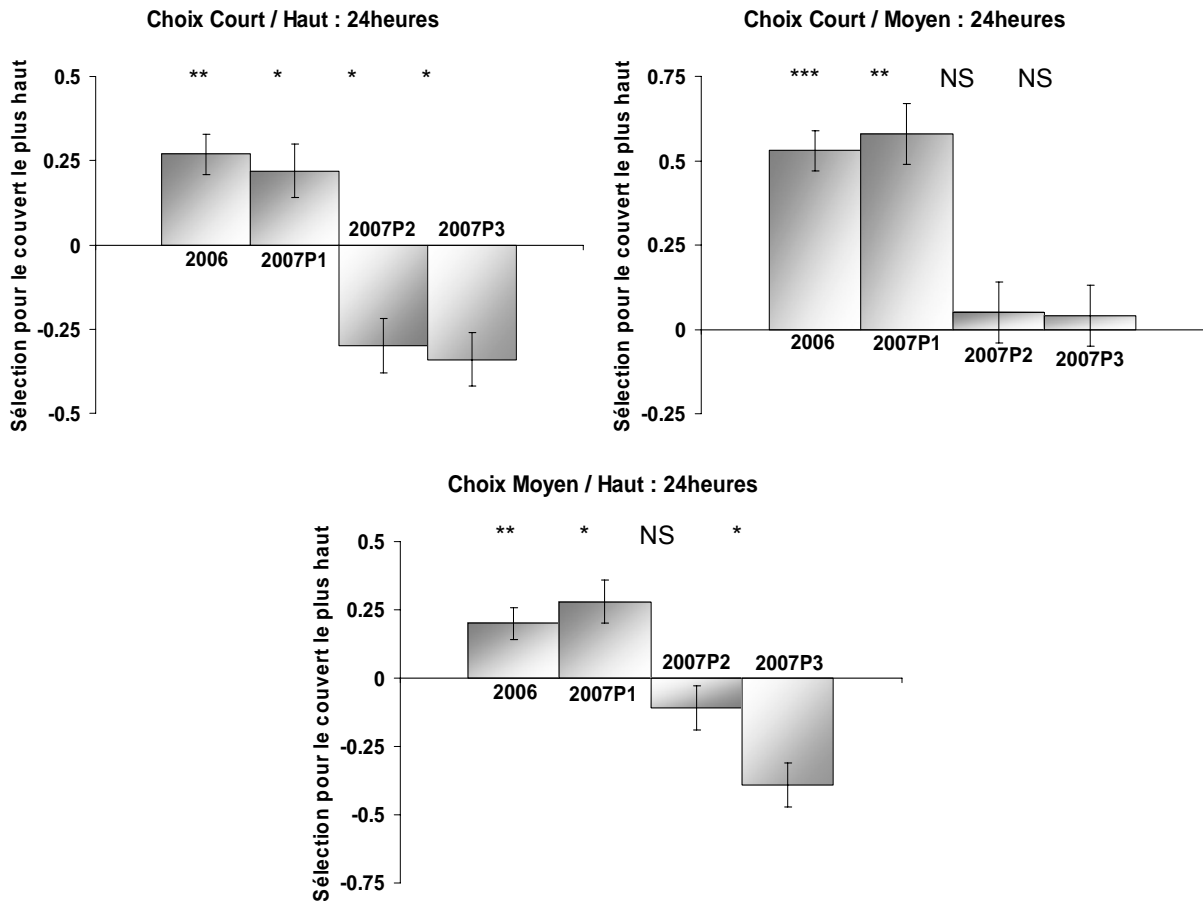 Choix Court / Haut : 24heures
Sélection pour le couvert le plus haut
** * * *
0.5
0.25
0
-0.25
-0.5
2007P2 2007P3
2006 2007P1
Choix Court / Moyen : 24heures
Sélection pour le couvert le plus haut
*** ** NS NS
0.75
0.5
0.25
0
-0.25
2006 2007P1 2007P2 2007P3
Choix Moyen / Haut : 24heures
Sélection pour le couvert le plus haut
** * NS *
0.5
0.25
0
-0.25
-0.5
-0.75
2007P2 2007P3
2006 2007P1